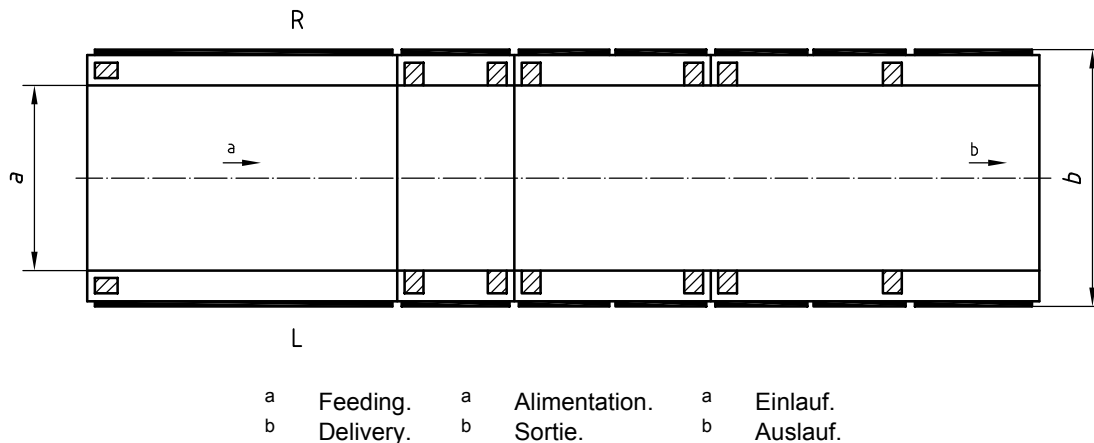 R
a b
a b
L
a Feeding. a Alimentation. a Einlauf.
b Delivery. b Sortie. b Auslauf.